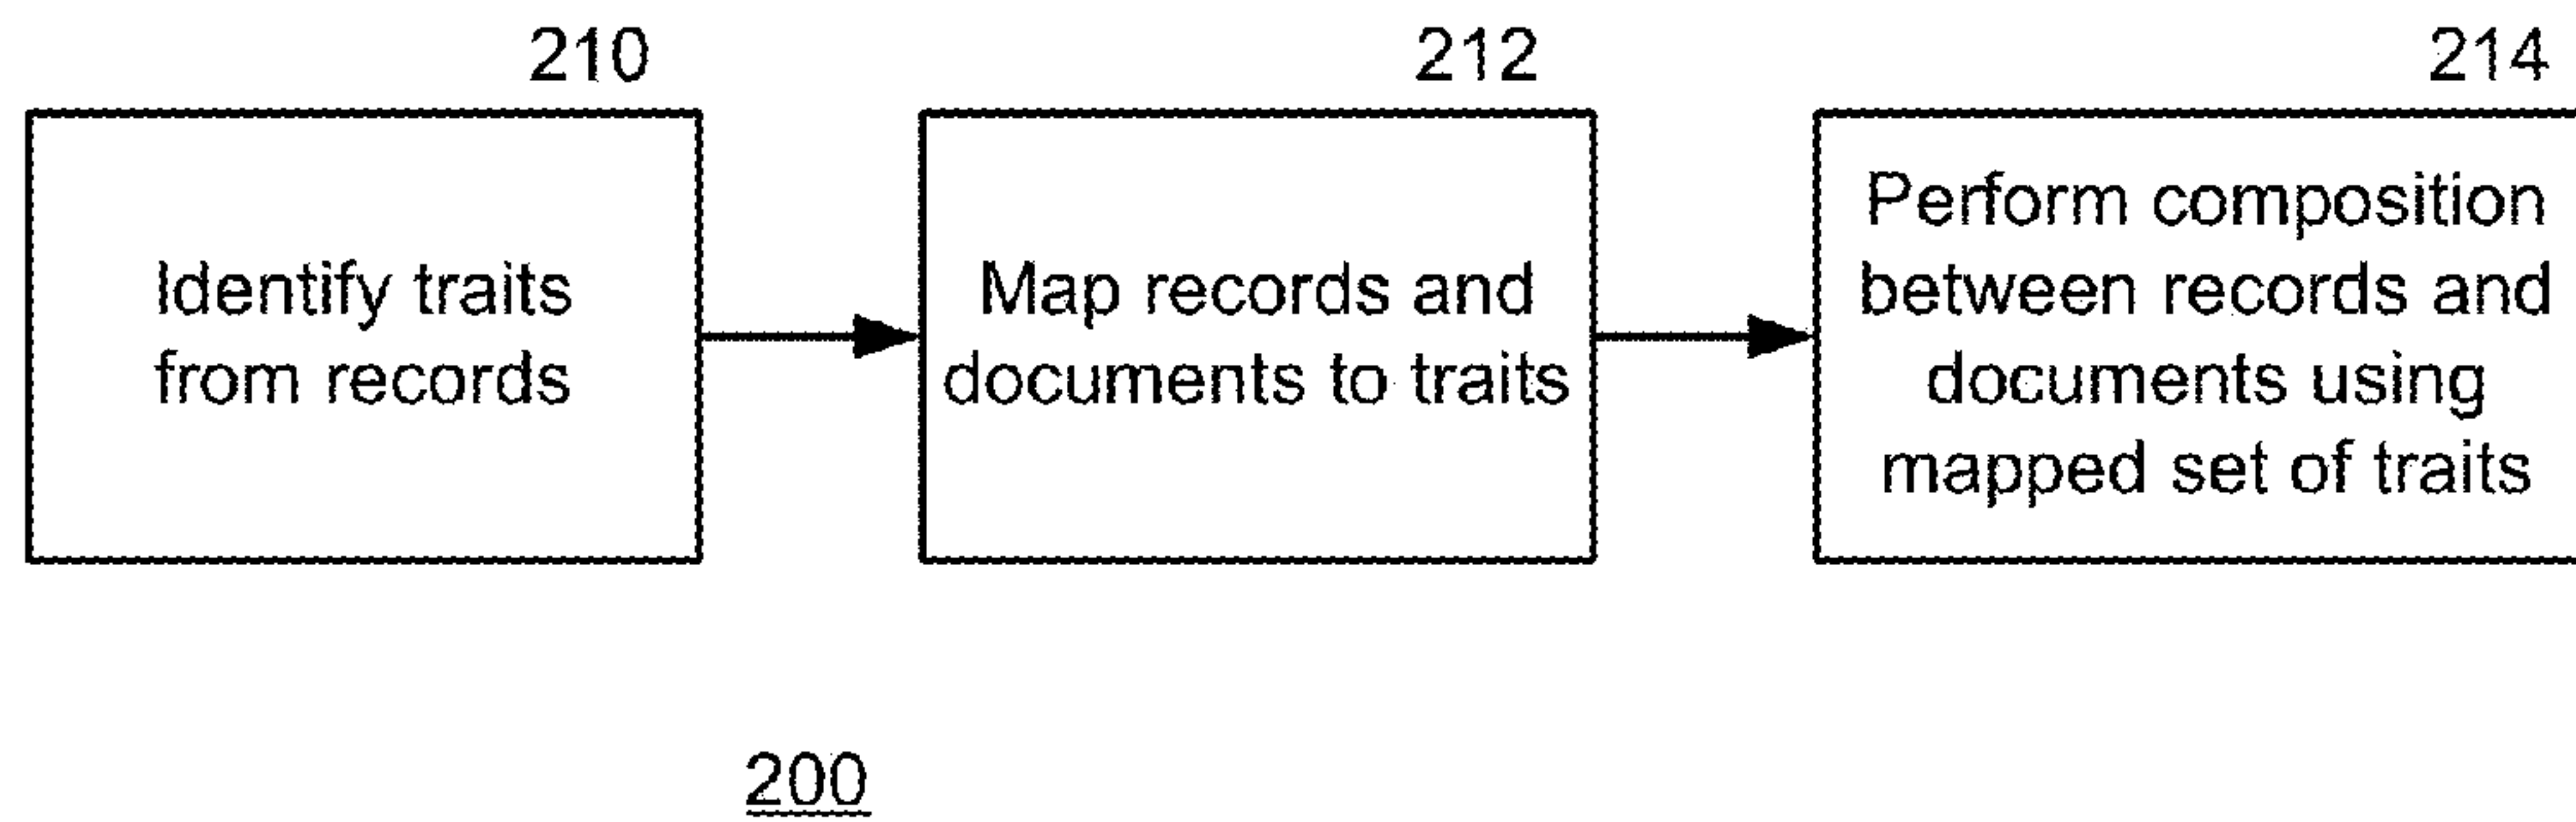 210
Identify traits
from records
212
Map records and
documents to traits
214
Perform composition
between records and
documents using
mapped set of traits
200